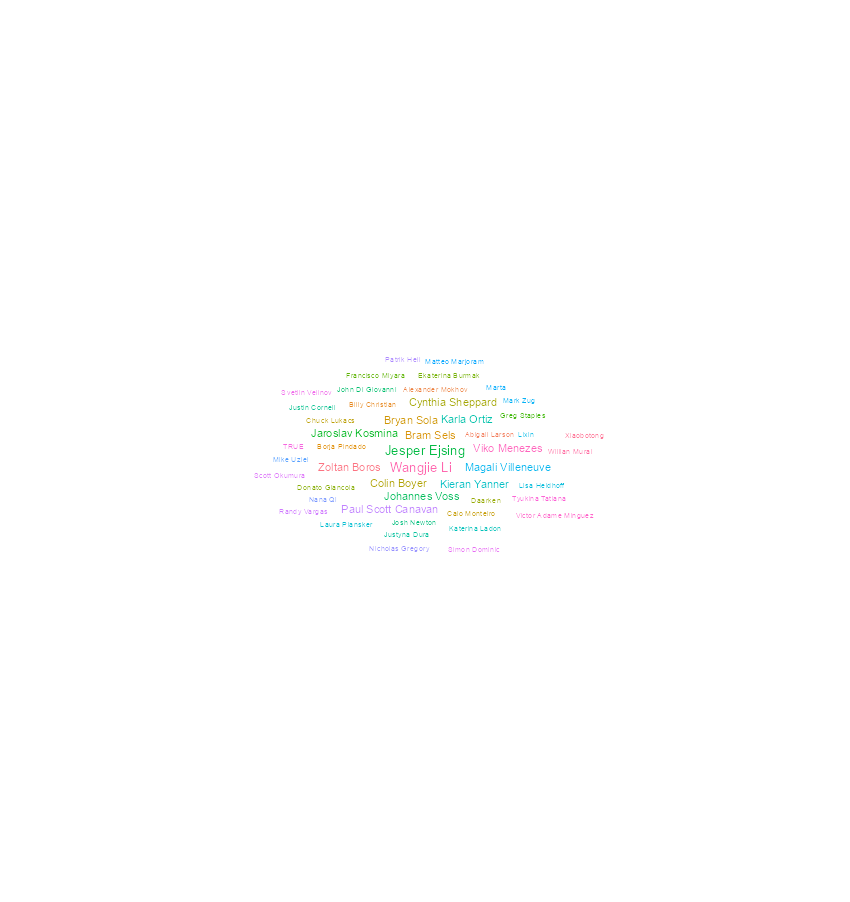 Patrik Hell
Matteo Marjoram
Francisco Miyara
Ekaterina Burmak
Svetlin Velinov
John Di Giovanni
Alexander Mokhov
Marta
Justin Cornell
Billy Christian
Cynthia Sheppard
Mark Zug
Chuck Lukacs
Bryan Sola
Karla Ortiz
Greg Staples
Jaroslav Kosmina
Bram Sels
Abigail Larson
Lixin
Xiaobotong
TRUE
Borja Pindado
Jesper Ejsing
Viko Menezes
Willian Murai
Mike Uziel
Zoltan Boros
Wangjie Li
Magali Villeneuve
Scott Okumura
Donato Giancola
Colin Boyer
Kieran Yanner
Lisa Heidhoff
Nana Qi
Johannes Voss
Daarken
Tyukina Tatiana
Randy Vargas
Paul Scott Canavan
Caio Monteiro
Victor Adame Minguez
Laura Plansker
Josh Newton
Katerina Ladon
Justyna Dura
Nicholas Gregory
Simon Dominic